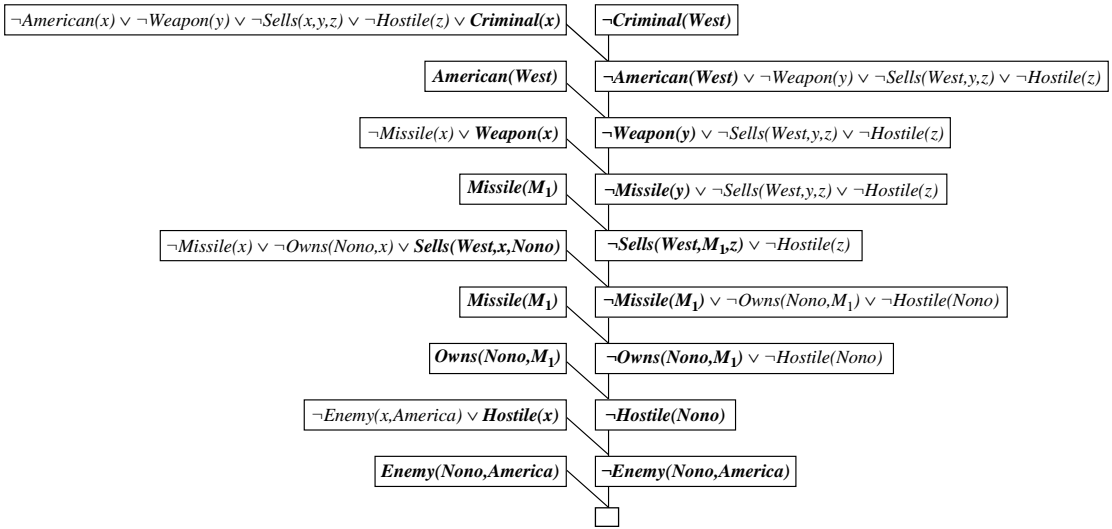 ¬American(x) ∨ ¬Weapon(y) ∨ ¬Sells(x,y,z) ∨ ¬Hostile(z) ∨ Criminal(x) ¬Criminal(West)
American(West) ¬American(West) ∨ ¬Weapon(y) ∨ ¬Sells(West,y,z) ∨ ¬Hostile(z)
¬Missile(x) ∨ Weapon(x) ¬Weapon(y) ∨ ¬Sells(West,y,z) ∨ ¬Hostile(z)
Missile(M₁) ¬Missile(y) ∨ ¬Sells(West,y,z) ∨ ¬Hostile(z)
¬Missile(x) ∨ ¬Owns(Nono,x) ∨ Sells(West,x,Nono) ¬Sells(West,M₁,z) ∨ ¬Hostile(z)
Missile(M₁) ¬Missile(M₁) ∨ ¬Owns(Nono,M₁) ∨ ¬Hostile(Nono)
Owns(Nono,M₁) ¬Owns(Nono,M₁) ∨ ¬Hostile(Nono)
¬Enemy(x,America) ∨ Hostile(x) ¬Hostile(Nono)
Enemy(Nono,America) ¬Enemy(Nono,America)